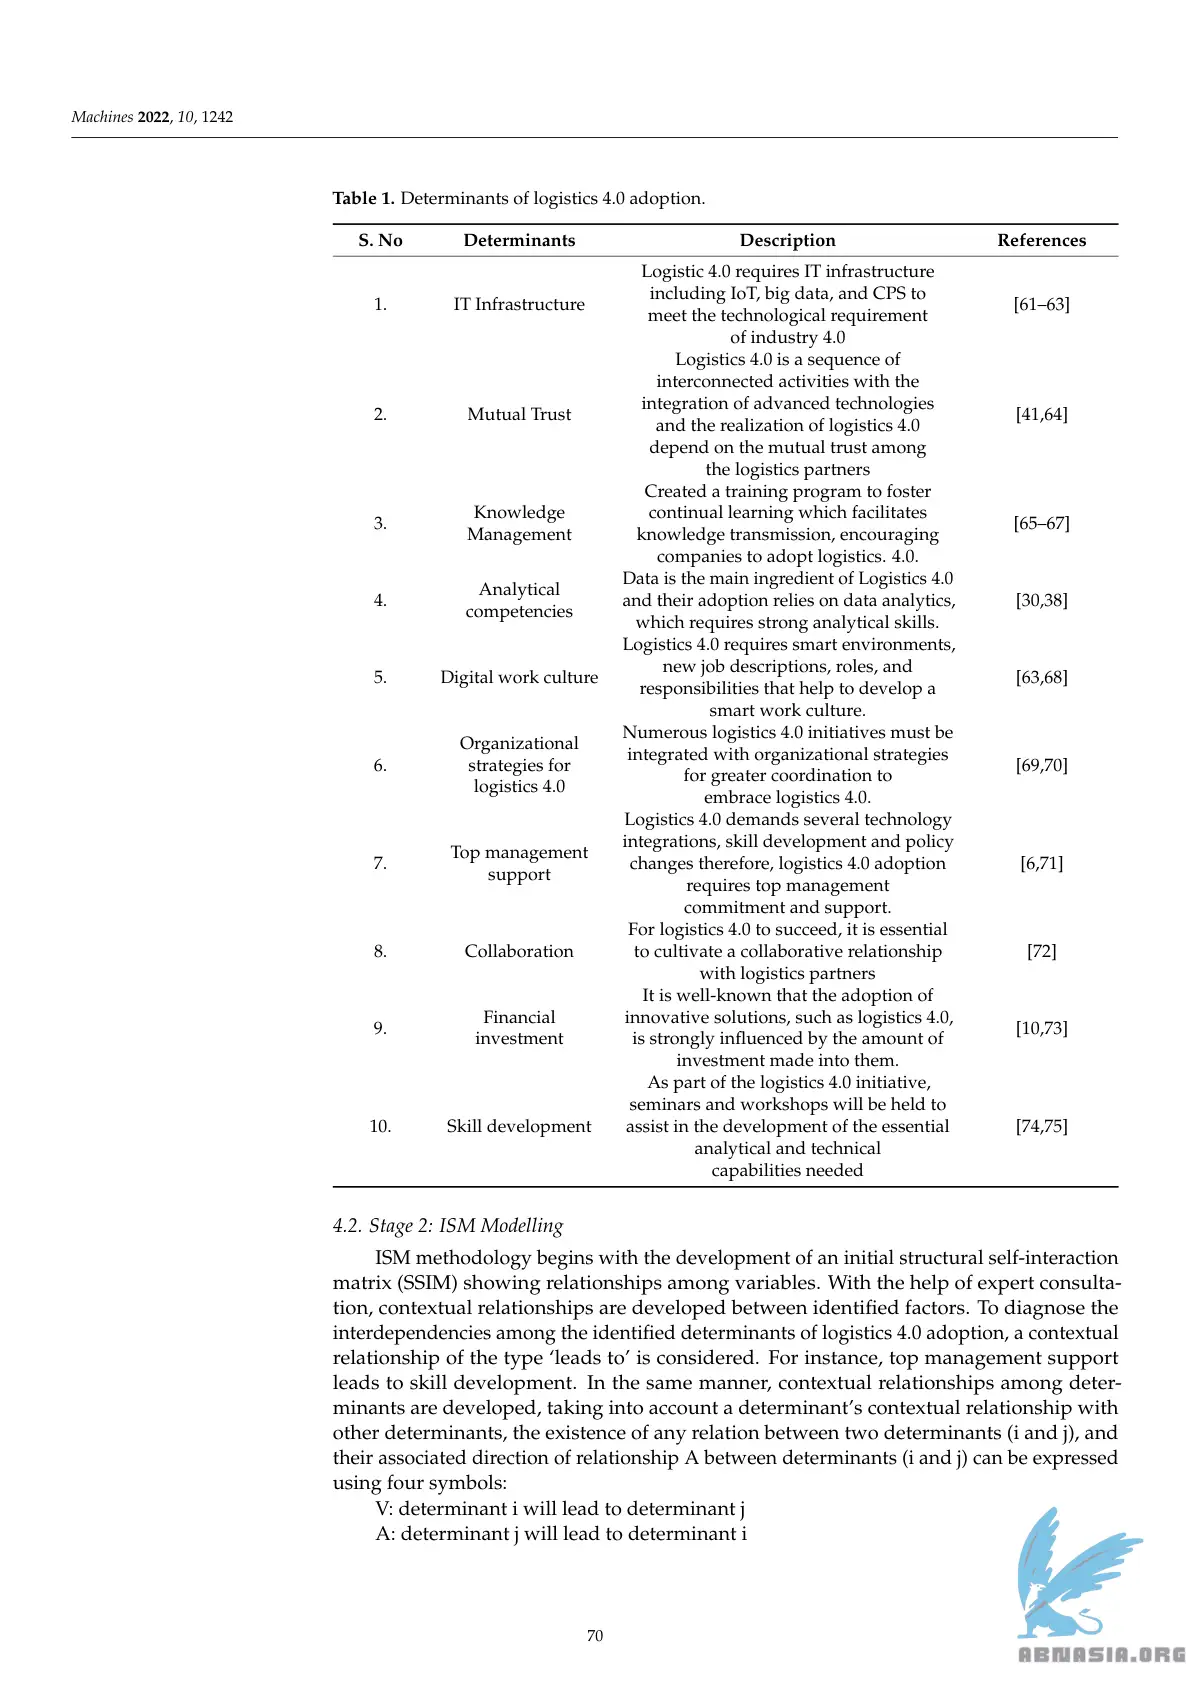 Machines 2022, 10, 1242
Table 1. Determinants of logistics 4.0 adoption.
S. No Determinants Description References
1. IT Infrastructure Logistic 4.0 requires IT infrastructure
including IoT, big data, and CPS to
meet the technological requirement
of industry 4.0 [61–63]
2. Mutual Trust Logistics 4.0 is a sequence of
interconnected activities with the
integration of advanced technologies
and the realization of logistics 4.0
depend on the mutual trust among
the logistics partners [41,64]
3. Knowledge
Management Created a training program to foster
continual learning which facilitates
knowledge transmission, encouraging
companies to adopt logistics. 4.0. [65–67]
4. Analytical
competencies Data is the main ingredient of Logistics 4.0
and their adoption relies on data analytics,
which requires strong analytical skills. [30,38]
5. Digital work culture Logistics 4.0 requires smart environments,
new job descriptions, roles, and
responsibilities that help to develop a
smart work culture. [63,68]
6. Organizational
strategies for
logistics 4.0 Numerous logistics 4.0 initiatives must be
integrated with organizational strategies
for greater coordination to
embrace logistics 4.0. [69,70]
7. Top management
support Logistics 4.0 demands several technology
integrations, skill development and policy
changes therefore, logistics 4.0 adoption
requires top management
commitment and support. [6,71]
8. Collaboration For logistics 4.0 to succeed, it is essential
to cultivate a collaborative relationship
with logistics partners [72]
9. Financial
investment It is well-known that the adoption of
innovative solutions, such as logistics 4.0,
is strongly influenced by the amount of
investment made into them. [10,73]
10. Skill development As part of the logistics 4.0 initiative,
seminars and workshops will be held to
assist in the development of the essential
analytical and technical
capabilities needed [74,75]
4.2. Stage 2: ISM Modelling
ISM methodology begins with the development of an initial structural self-interaction
matrix (SSIM) showing relationships among variables. With the help of expert consulta-
tion, contextual relationships are developed between identified factors. To diagnose the
interdependencies among the identified determinants of logistics 4.0 adoption, a contextual
relationship of the type ‘leads to’ is considered. For instance, top management support
leads to skill development. In the same manner, contextual relationships among deter-
minants are developed, taking into account a determinant’s contextual relationship with
other determinants, the existence of any relation between two determinants (i and j), and
their associated direction of relationship A between determinants (i and j) can be expressed
using four symbols:
V: determinant i will lead to determinant j
A: determinant j will lead to determinant i
70
ABNASIA.ORG